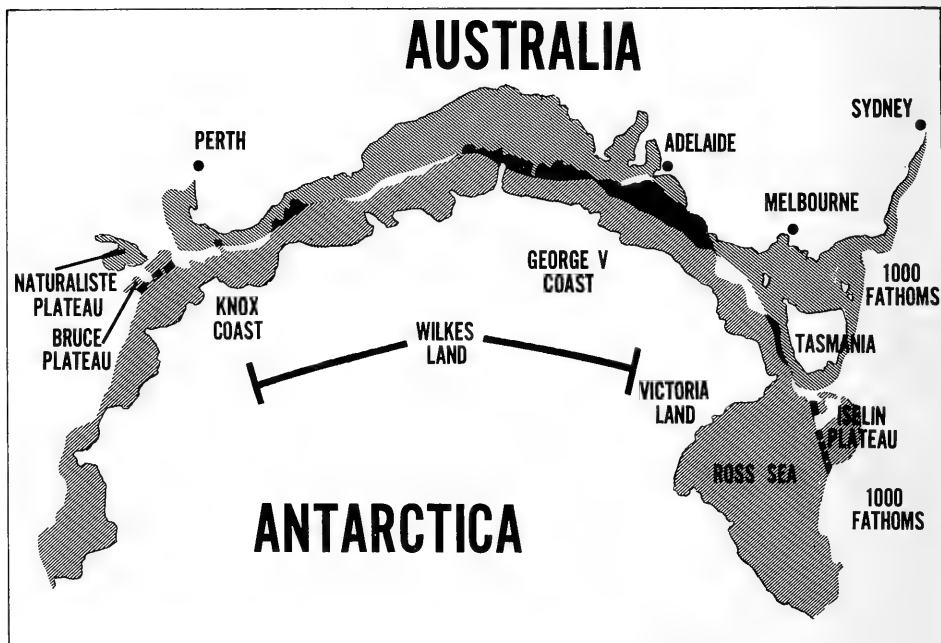 AUSTRALIA
SYDNEY
PERTH
ADELAIDE
MELBOURNE
NATURALISTE
PLATEAU
BRUCE
PLATEAU
KNOX
COAST
GEORGE V
COAST
1000
FATHOMS
WILKES
LAND
TASMANIA
VICTORIA
LAND
ISELIN
PLATEAU
ROSS SEA
1000
FATHOMS
ANTARCTICA